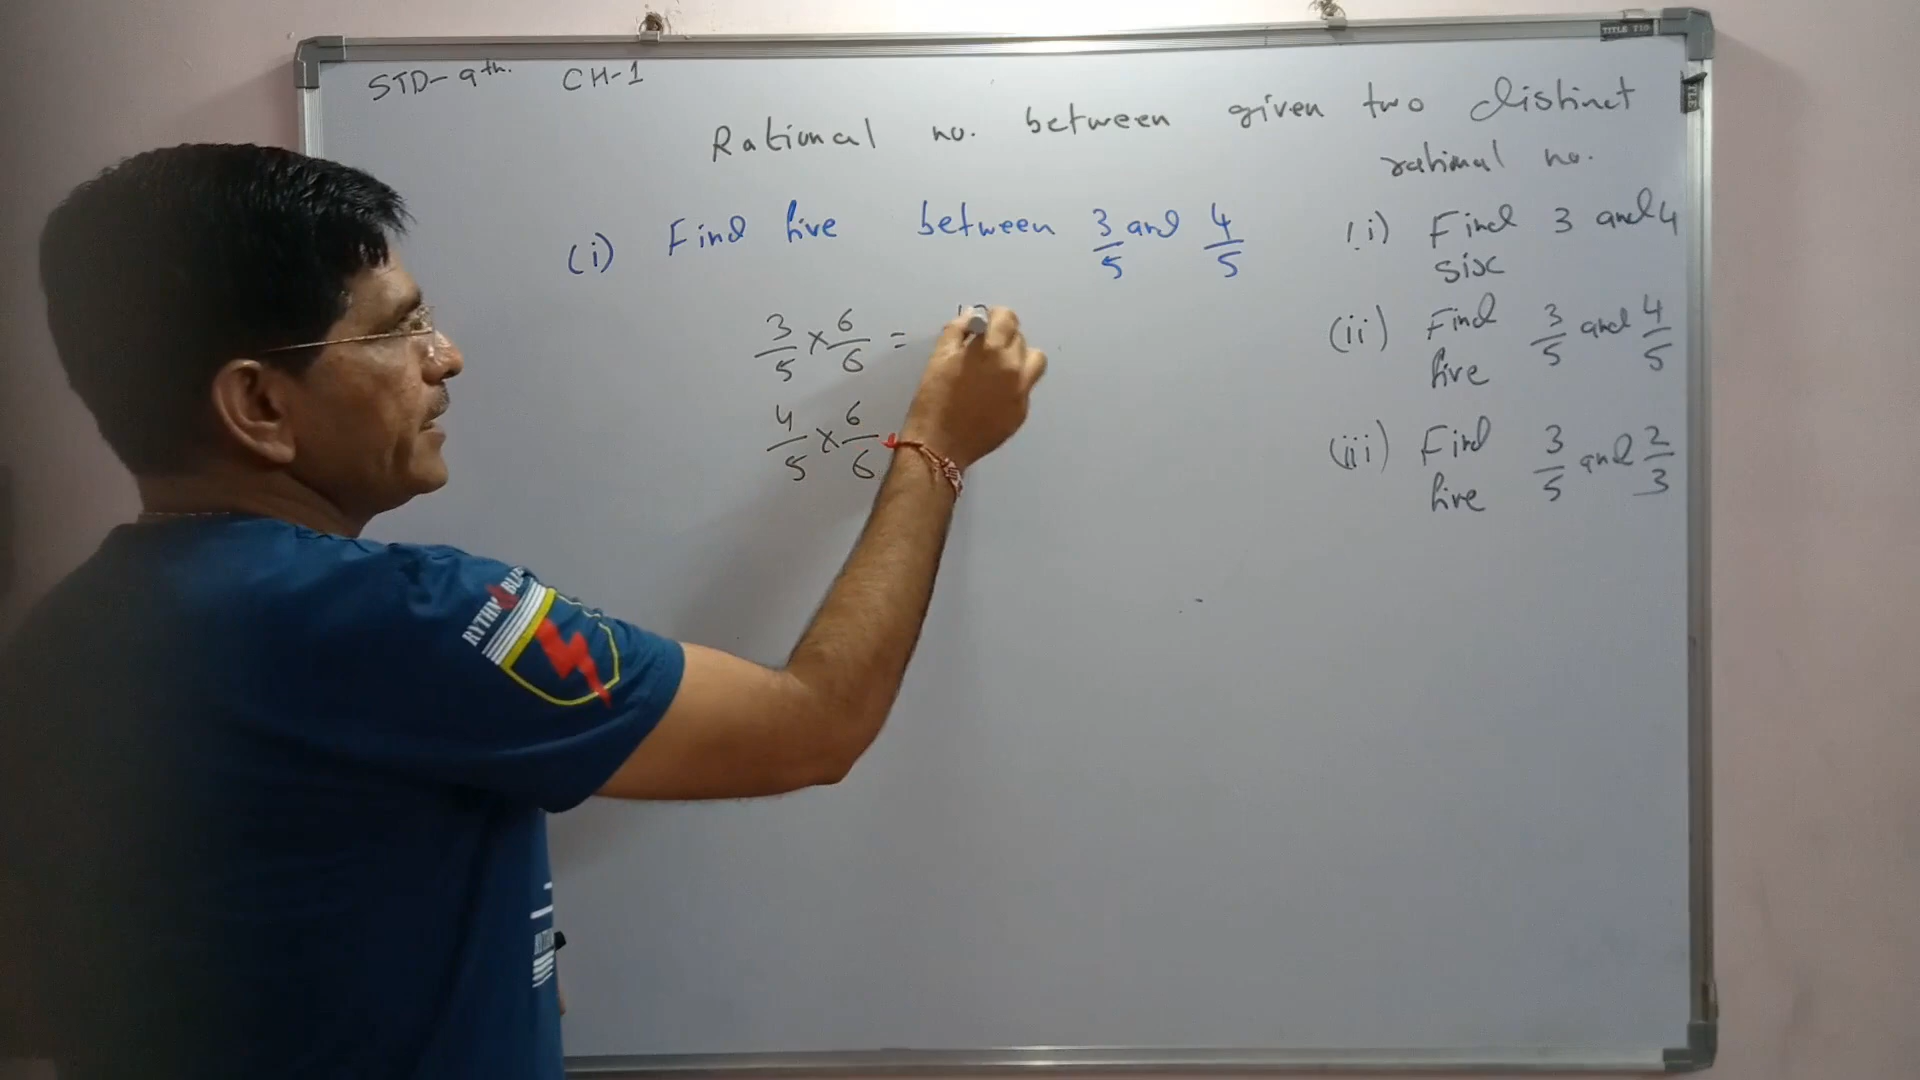 STD-9th. CH-1
Rational no. between given two distinct
rational no.
(i) Find five between 3/5 and 4/5
3/5 × 6/6 =
4/5 × 6/6
(i) Find 3 and 4
six
(ii) Find 3/5 and 4/5
five
(iii) Find 3/5 and 2/3
five